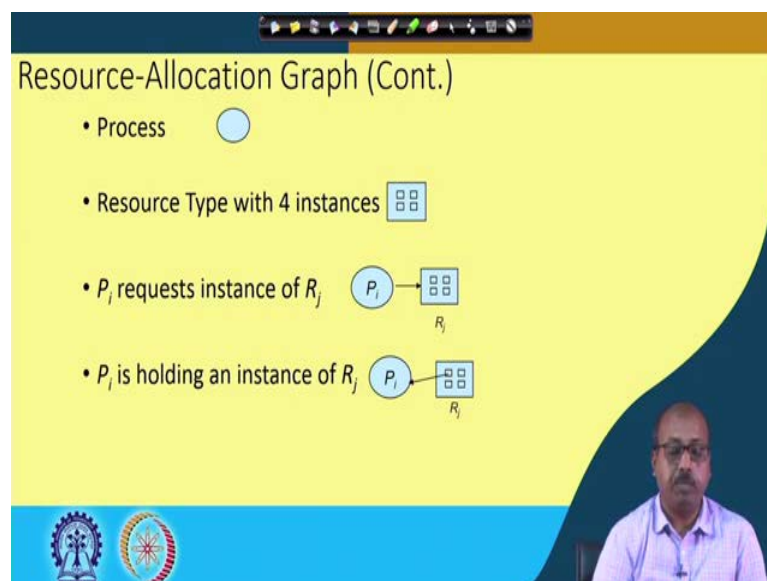 Resource-Allocation Graph (Cont.)
• Process
• Resource Type with 4 instances
• Pi requests instance of Rj
Pi
Rj
• Pi is holding an instance of Rj
Pi
Rj